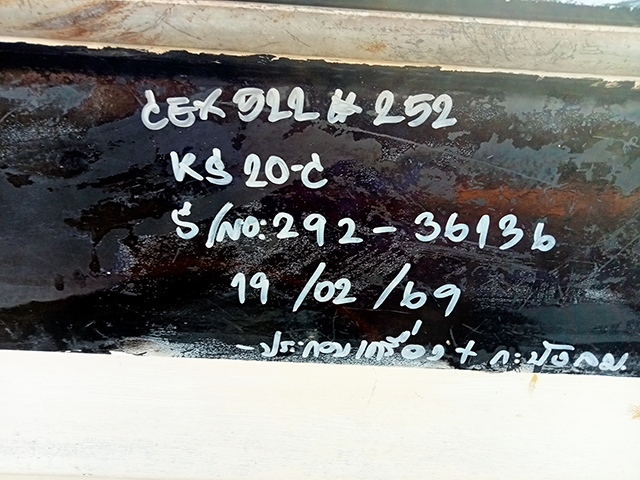 CEX 522 # 252
KS 20-C
S/NO: 292-36136
19/02/69
- ประกอบเครื่อง +